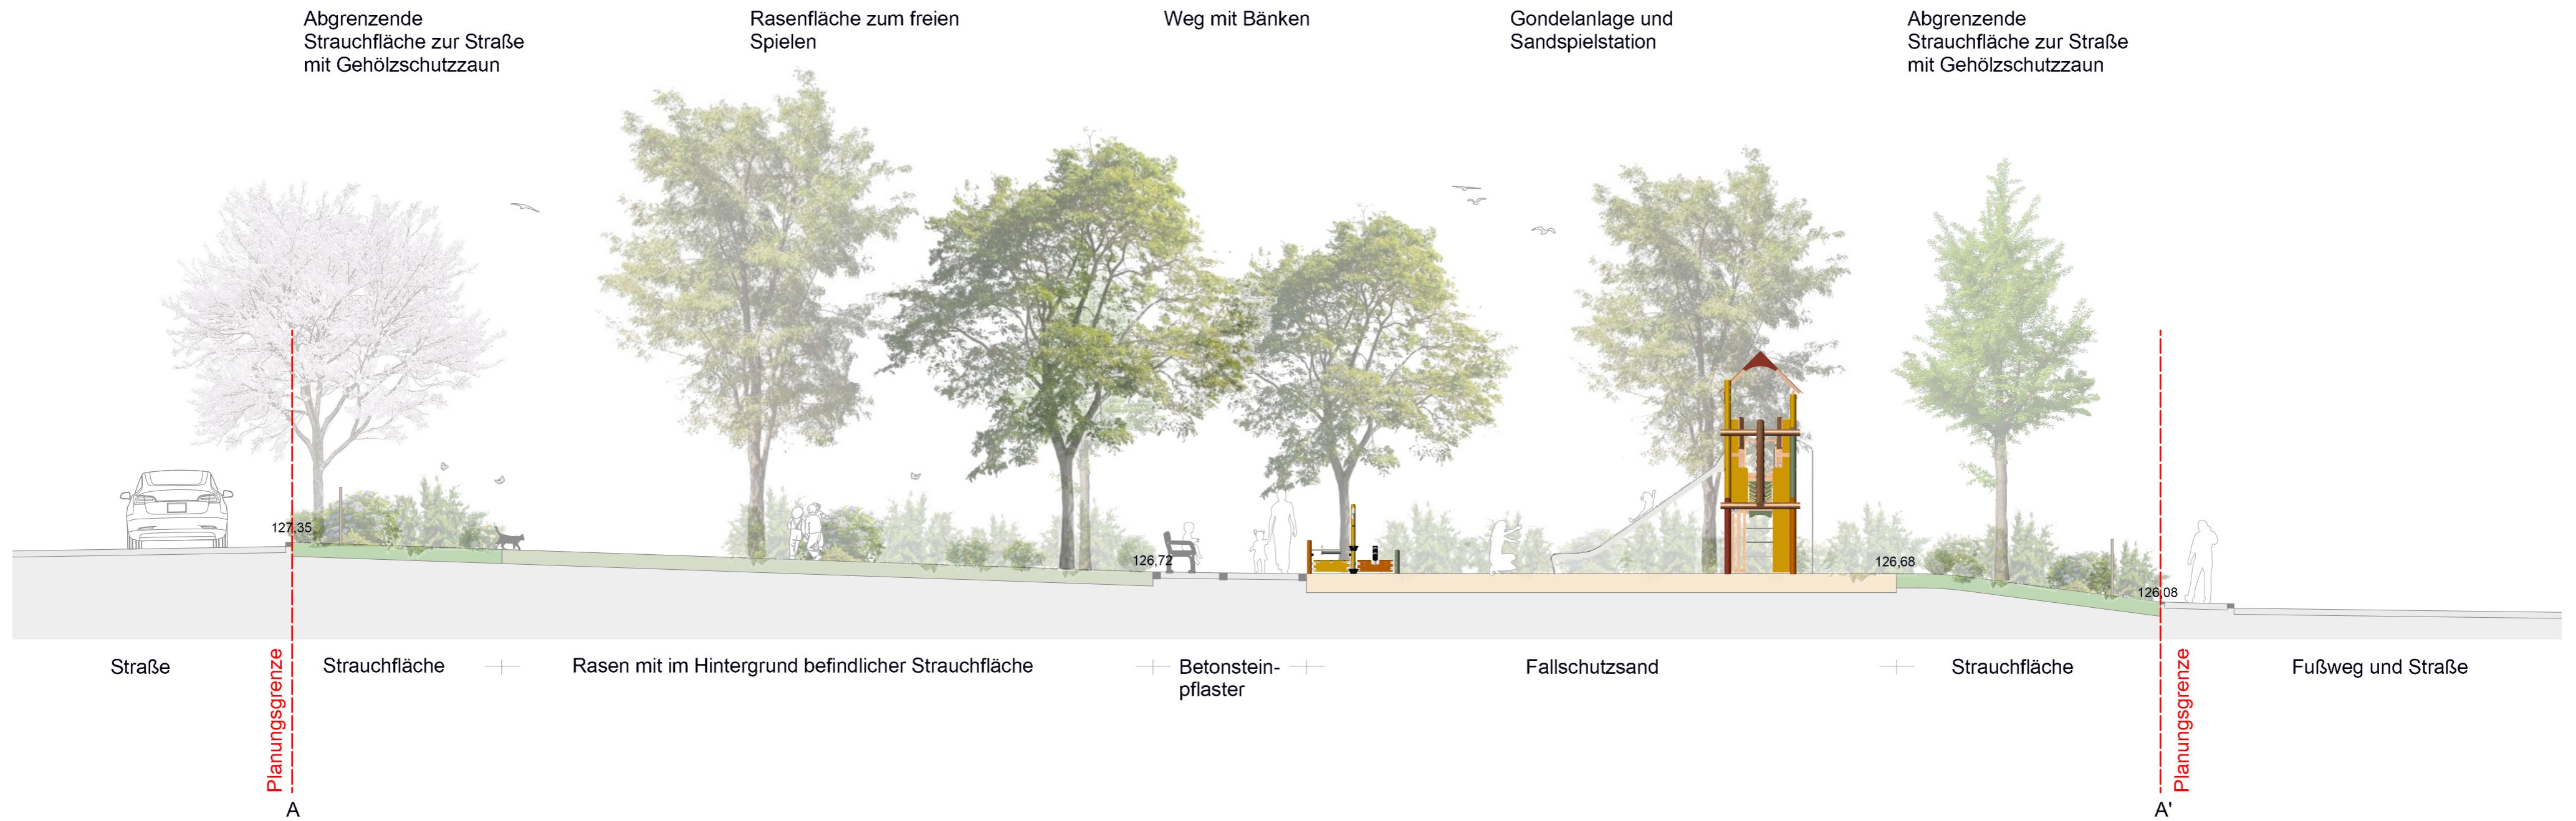 Abgrenzende
Strauchfläche zur Straße
mit Gehölzschutzzaun
Rasenfläche zum freien
Spielen
Weg mit Bänken
Gondelanlage und
Sandspielstation
Abgrenzende
Strauchfläche zur Straße
mit Gehölzschutzzaun
127,35
126,72
126,68
126,08
Straße
Planungsgrenze
Strauchfläche
Rasen mit im Hintergrund befindlicher Strauchfläche
Betonstein-
pflaster
Fallschutzsand
Strauchfläche
Planungsgrenze
Fußweg und Straße
A
A'